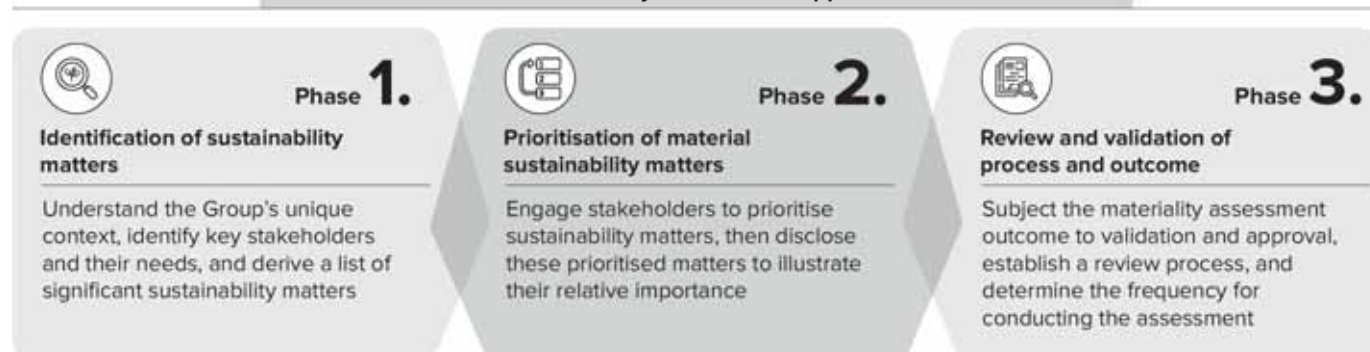 Phase 1.
Identification of sustainability
matters
Understand the Group's unique
context, identify key stakeholders
and their needs, and derive a list of
significant sustainability matters
Phase 2.
Prioritisation of material
sustainability matters
Engage stakeholders to prioritise
sustainability matters, then disclose
these prioritised matters to illustrate
their relative importance
Phase 3.
Review and validation of
process and outcome
Subject the materiality assessment
outcome to validation and approval,
establish a review process, and
determine the frequency for
conducting the assessment